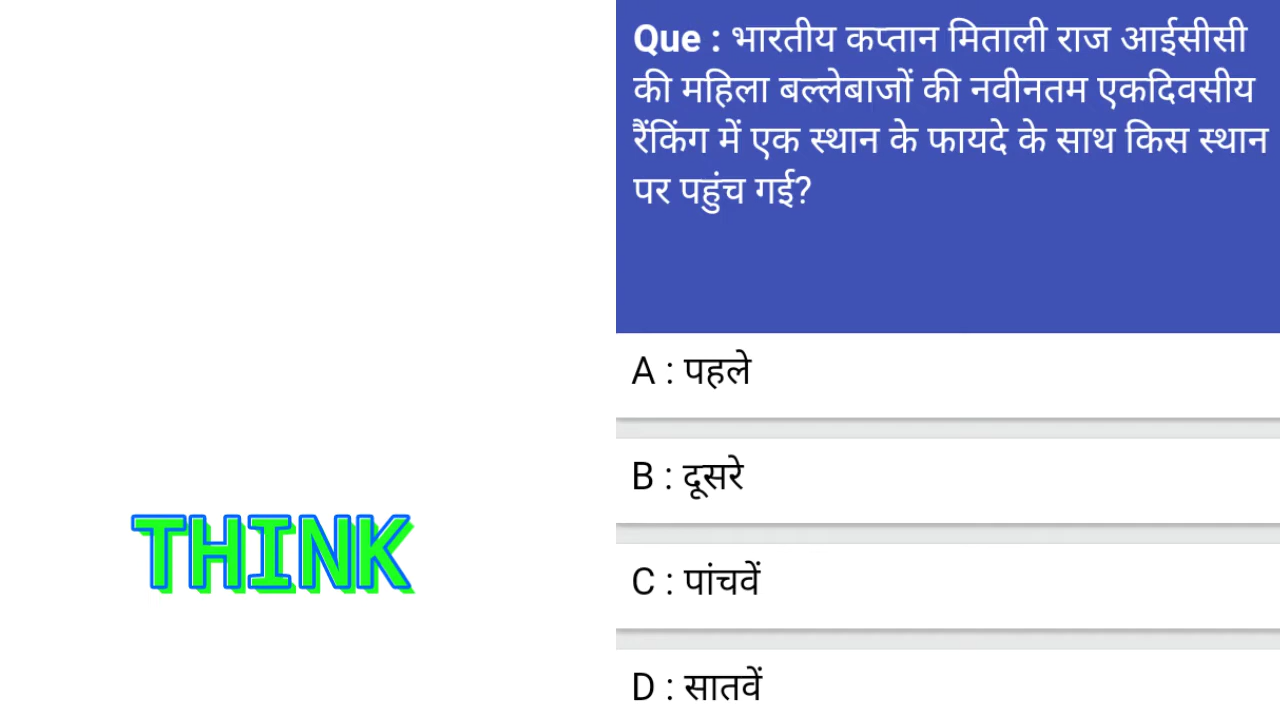 Que : भारतीय कप्तान मिताली राज आईसीसी
की महिला बल्लेबाजों की नवीनतम एकदिवसीय
रैंकिंग में एक स्थान के फायदे के साथ किस स्थान
पर पहुंच गई?
A : पहले
B : दूसरे
C : पांचवें
D : सातवें
THINK